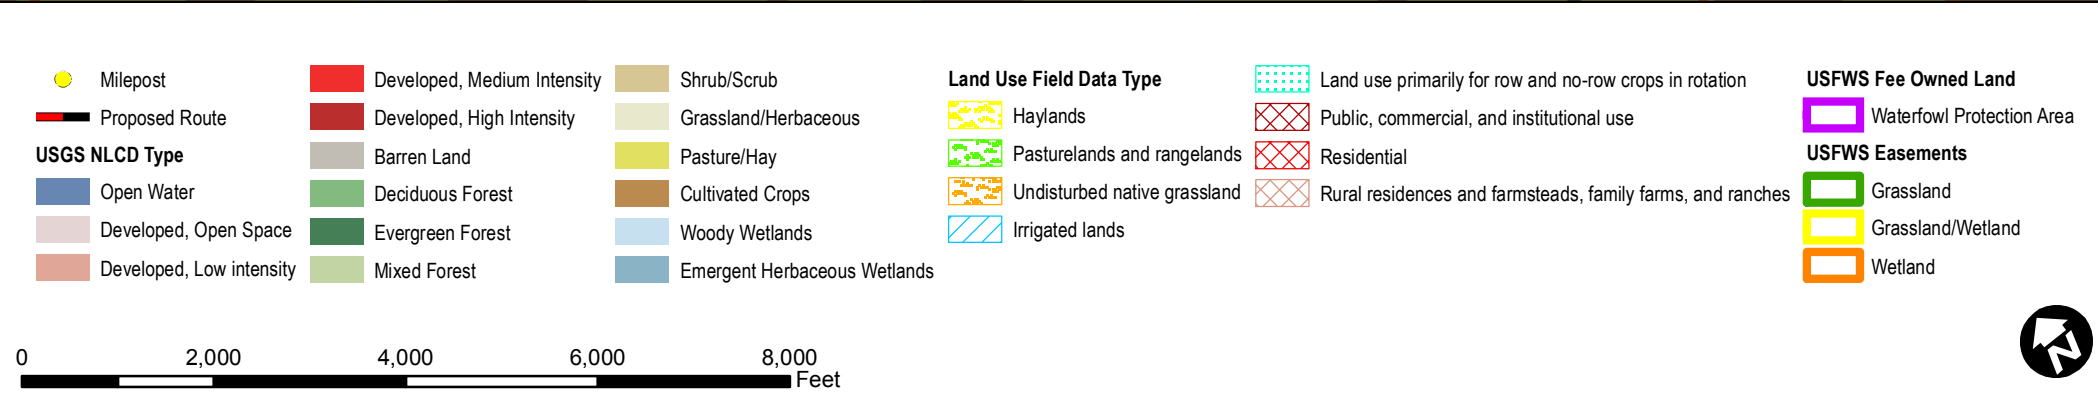 Milepost
Proposed Route
USGS NLCD Type
Open Water
Developed, Open Space
Developed, Low intensity
Developed, Medium Intensity
Developed, High Intensity
Barren Land
Deciduous Forest
Evergreen Forest
Mixed Forest
Shrub/Scrub
Grassland/Herbaceous
Pasture/Hay
Cultivated Crops
Woody Wetlands
Emergent Herbaceous Wetlands
Land Use Field Data Type
Haylands
Pasturelands and rangelands
Undisturbed native grassland
Irrigated lands
Land use primarily for row and no-row crops in rotation
Public, commercial, and institutional use
Residential
Rural residences and farmsteads, family farms, and ranches
USFWS Fee Owned Land
Waterfowl Protection Area
USFWS Easements
Grassland
Grassland/Wetland
Wetland
0 2,000 4,000 6,000 8,000
Feet
N